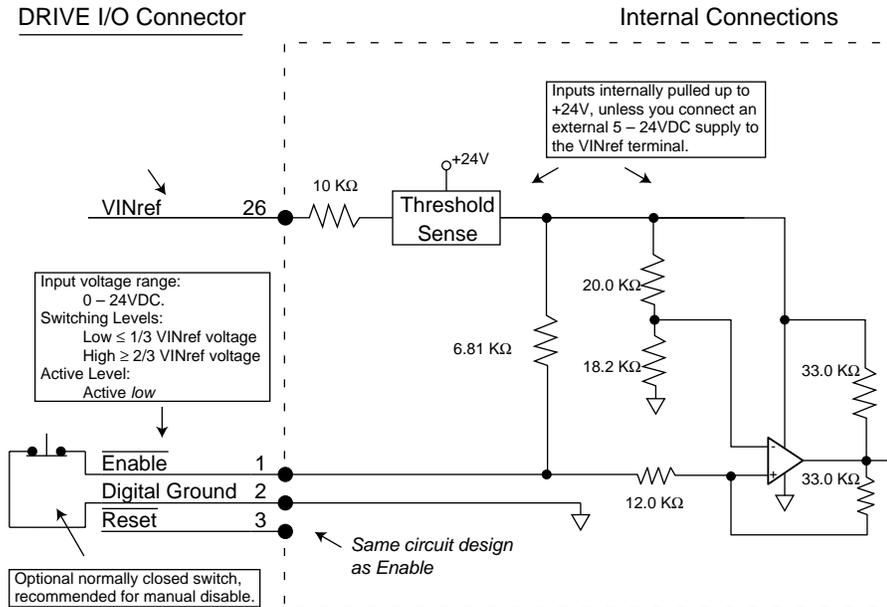 DRIVE I/O Connector
Internal Connections
Inputs internally pulled up to
+24V, unless you connect an
external 5 – 24VDC supply to
the VINref terminal.
+24V
10 KΩ
VINref 26
Threshold
Sense
Input voltage range:
0 – 24VDC.
Switching Levels:
Low ≤ 1/3 VINref voltage
High ≥ 2/3 VINref voltage
Active Level:
Active low
20.0 KΩ
6.81 KΩ
18.2 KΩ
33.0 KΩ
Enable 1
-
+
Digital Ground 2
12.0 KΩ
33.0 KΩ
Reset 3
Same circuit design
as Enable
Optional normally closed switch,
recommended for manual disable.